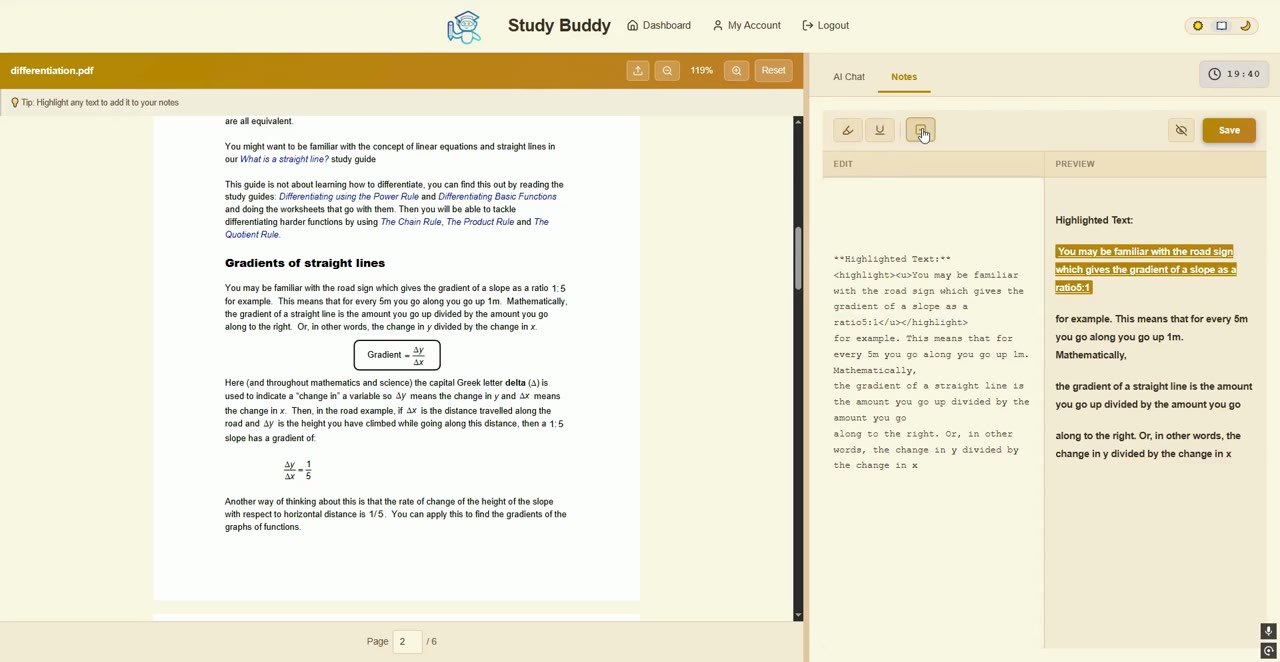 Study Buddy
Dashboard
My Account
Logout
differentiation.pdf
119%
Reset
Tip: Highlight any text to add it to your notes
are all equivalent.
You might want to be familiar with the concept of linear equations and straight lines in
our What is a straight line? study guide
This guide is not about learning how to differentiate, you can find this out by reading the
study guides: Differentiating using the Power Rule and Differentiating Basic Functions
and doing the worksheets that go with them. Then you will be able to tackle
differentiating harder functions by using The Chain Rule, The Product Rule and The
Quotient Rule.
Gradients of straight lines
You may be familiar with the road sign which gives the gradient of a slope as a ratio 1:5
for example. This means that for every 5m you go along you go up 1m. Mathematically,
the gradient of a straight line is the amount you go up divided by the amount you go
along to the right. Or, in other words, the change in y divided by the change in x.
Gradient = Δy/Δx
Here (and throughout mathematics and science) the capital Greek letter delta (Δ) is
used to indicate a "change in" a variable so Δy means the change in y and Δx means
the change in x. Then, in the road example, if Δx is the distance travelled along the
road and Δy is the height you have climbed while going along this distance, then a 1:5
slope has a gradient of:
Δy/Δx = 1/5
Another way of thinking about this is that the rate of change of the height of the slope
with respect to horizontal distance is 1/5. You can apply this to find the gradients of the
graphs of functions.
Page 2 / 6
AI Chat
Notes
19:40
Save
EDIT
**Highlighted Text:**
<highlight><u>You may be familiar
with the road sign which gives the
gradient of a slope as a
ratio5:1</u></highlight>
for example. This means that for
every 5m you go along you go up 1m.
Mathematically,
the gradient of a straight line is
the amount you go up divided by the
amount you go
along to the right. Or, in other
words, the change in y divided by
the change in x
PREVIEW
Highlighted Text:
You may be familiar with the road sign
which gives the gradient of a slope as a
ratio5:1
for example. This means that for every 5m
you go along you go up 1m.
Mathematically,
the gradient of a straight line is the amount
you go up divided by the amount you go
along to the right. Or, in other words, the
change in y divided by the change in x